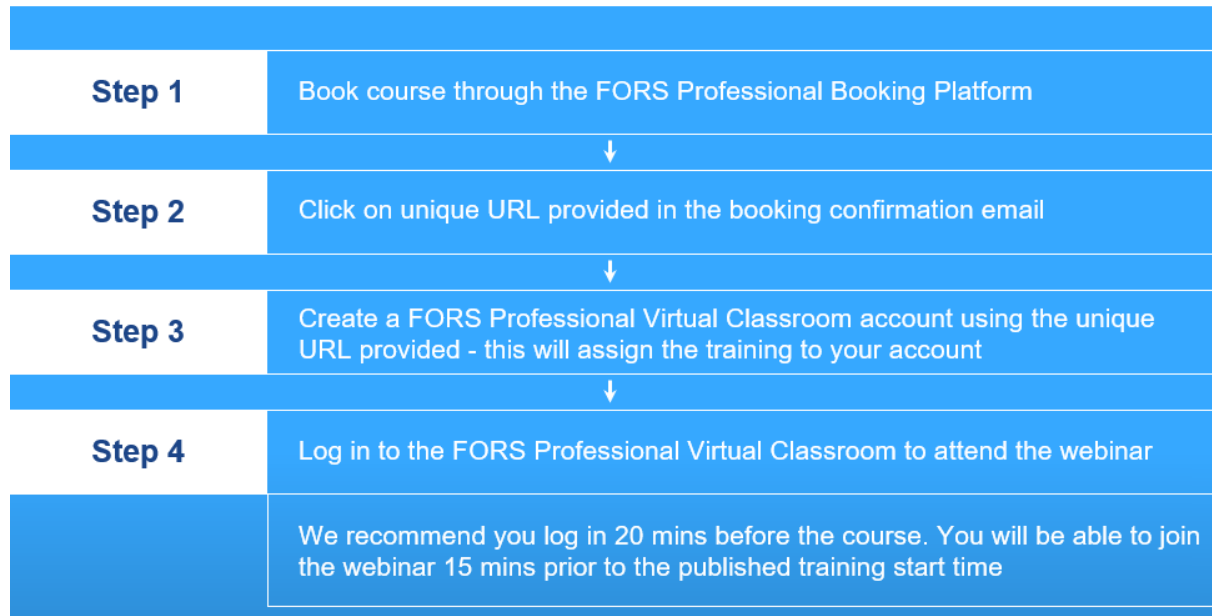 Step 1
Book course through the FORS Professional Booking Platform
Step 2
Click on unique URL provided in the booking confirmation email
Step 3
Create a FORS Professional Virtual Classroom account using the unique
URL provided - this will assign the training to your account
Step 4
Log in to the FORS Professional Virtual Classroom to attend the webinar
We recommend you log in 20 mins before the course. You will be able to join
the webinar 15 mins prior to the published training start time